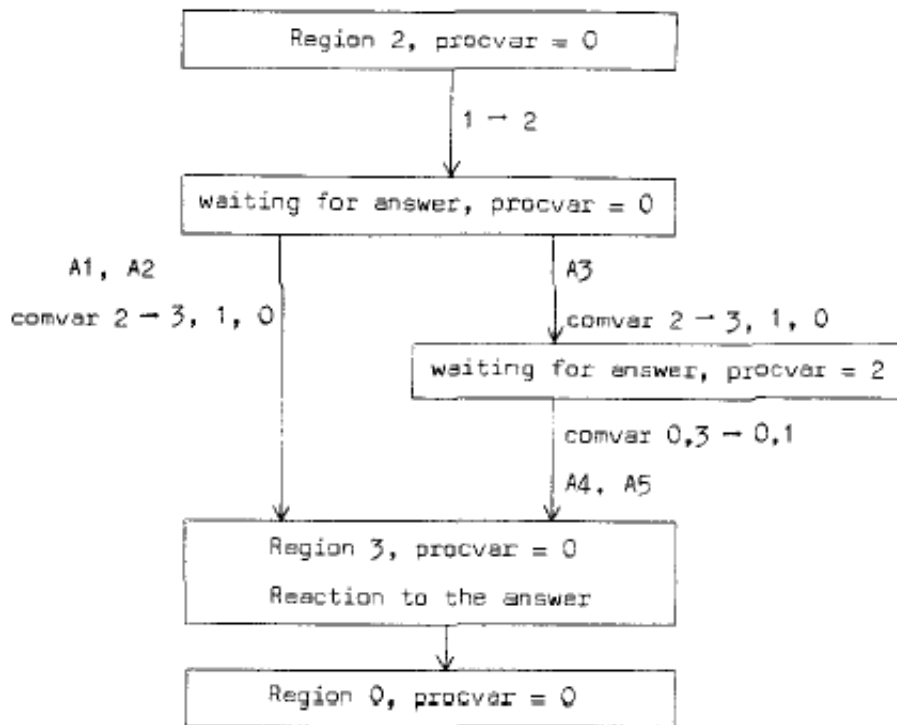 Region 2, procvar = 0
1 → 2
waiting for answer, procvar = 0
A1, A2
comvar 2 → 3, 1, 0
A3
comvar 2 → 3, 1, 0
waiting for answer, procvar = 2
comvar 0,3 → 0,1
A4, A5
Region 3, procvar = 0
Reaction to the answer
Region 0, procvar = 0